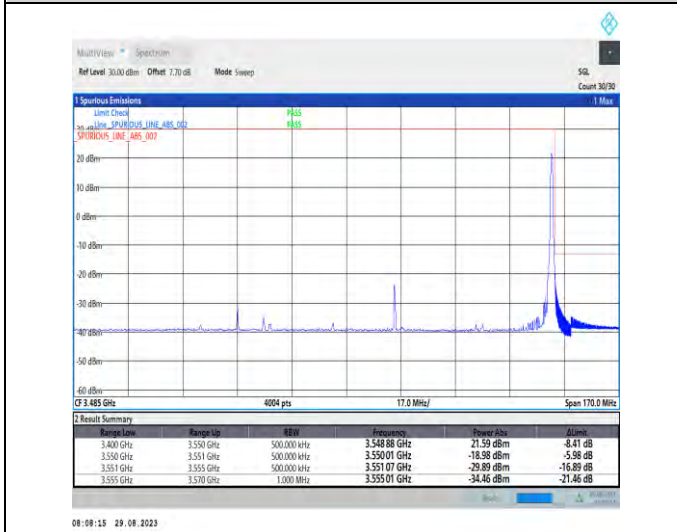 MultiView Spectrum
Ref Level 30.00 dBm Offset 7.70 dB Mode Sweep SGL
Count 30/30
1 Spurious Emissions 1 Max
Limit Check PASS
Line _SPURIOUS_LINE_ABS_002 PASS
_SPURIOUS_LINE_ABS_002
20 dBm
10 dBm
0 dBm
-10 dBm
-20 dBm
-30 dBm
-40 dBm
-50 dBm
-60 dBm
CF 3.485 GHz 4004 pts 17.0 MHz/ Span 170.0 MHz
2 Result Summary
Range Low Range Up RBW Frequency Power Abs ΔLimit
3.400 GHz 3.550 GHz 500.000 kHz 3.548 88 GHz 21.59 dBm -8.41 dB
3.550 GHz 3.551 GHz 500.000 kHz 3.550 01 GHz -18.98 dBm -5.98 dB
3.551 GHz 3.555 GHz 500.000 kHz 3.551 07 GHz -29.89 dBm -16.89 dB
3.555 GHz 3.570 GHz 1.000 MHz 3.555 01 GHz -34.46 dBm -21.46 dB
08:08:15 29.08.2023